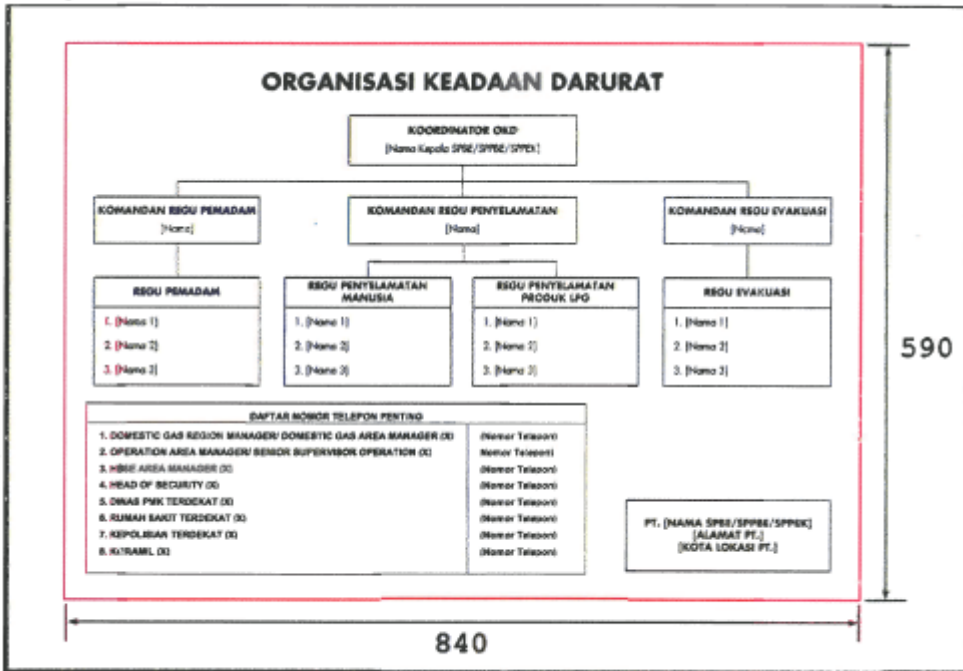 ORGANISASI KEADAAN DARURAT
KOORDINATOR OKD
[Nama Kepala SPBE/SPPBE/SPPEK]
KOMANDAN REGU PEMADAM
[Nama]
KOMANDAN REGU PENYELAMATAN
[Nama]
KOMANDAN REGU EVAKUASI
[Nama]
REGU PEMADAM
1. [Nama 1]
2. [Nama 2]
3. [Nama 3]
REGU PENYELAMATAN
MANUSIA
1. [Nama 1]
2. [Nama 2]
3. [Nama 3]
REGU PENYELAMATAN
PRODUK LPG
1. [Nama 1]
2. [Nama 2]
3. [Nama 3]
REGU EVAKUASI
1. [Nama 1]
2. [Nama 2]
3. [Nama 3]
590
DAFTAR NOMOR TELEPON PENTING
1. DOMESTIC GAS REGION MANAGER/ DOMESTIC GAS AREA MANAGER (X) (Nomor Telepon)
2. OPERATION AREA MANAGER/ SENIOR SUPERVISOR OPERATION (X) Nomor Telepon)
3. HSSE AREA MANAGER (X) (Nomor Telepon)
4. HEAD OF SECURITY (X) (Nomor Telepon)
5. DINAS PMK TERDEKAT (X) (Nomor Telepon)
6. RUMAH SAKIT TERDEKAT (X) (Nomor Telepon)
7. KEPOLISIAN TERDEKAT (X) (Nomor Telepon)
8. KORAMIL (X) (Nomor Telepon)
PT. [NAMA SPBE/SPPBE/SPPEK]
[ALAMAT PT.]
[KOTA LOKASI PT.]
840